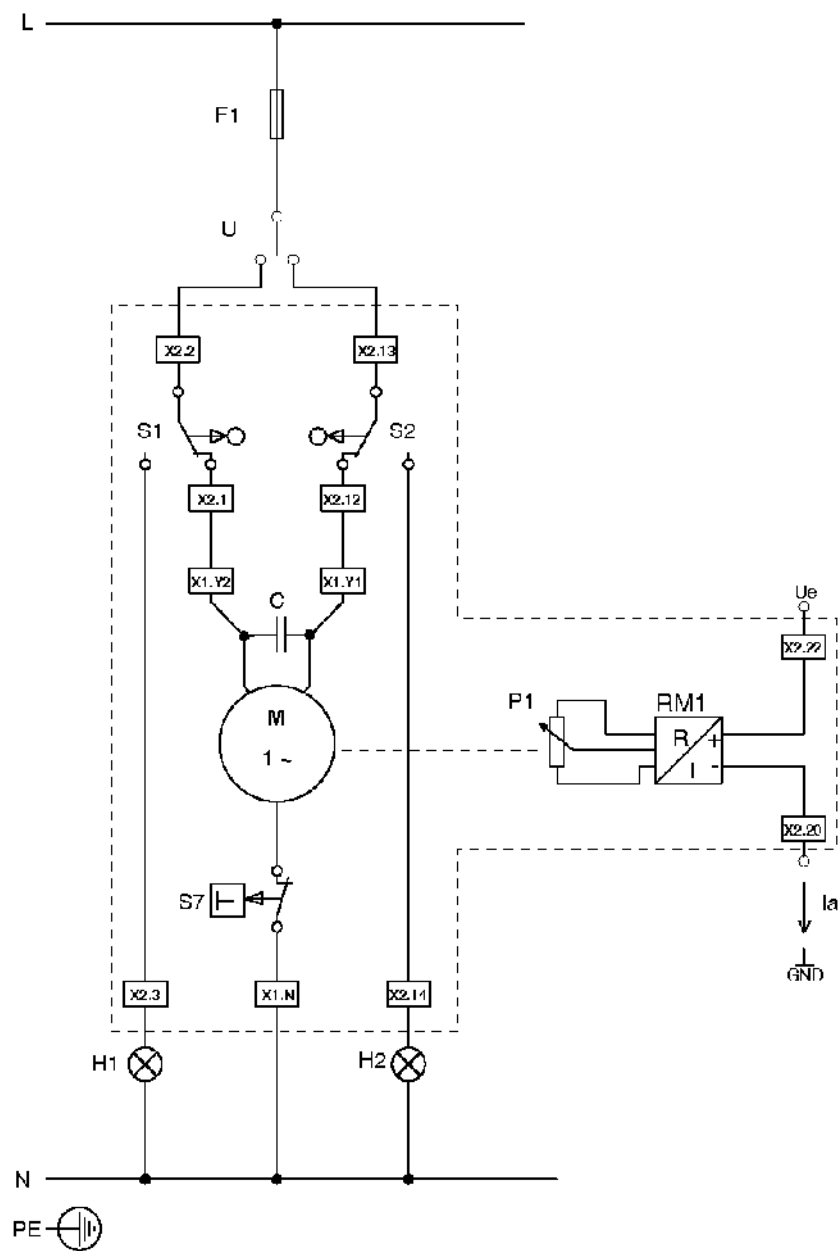 L
F1
U
X2.2
X2.13
S1
S2
X2.1
X2.12
X1.Y2
X1.Y1
C
Ue
X2.22
M
1 ~
P1
RM1
R
+
I
-
X2.20
S7
Ia
GND
X2.3
X1.N
X2.14
H1
H2
N
PE